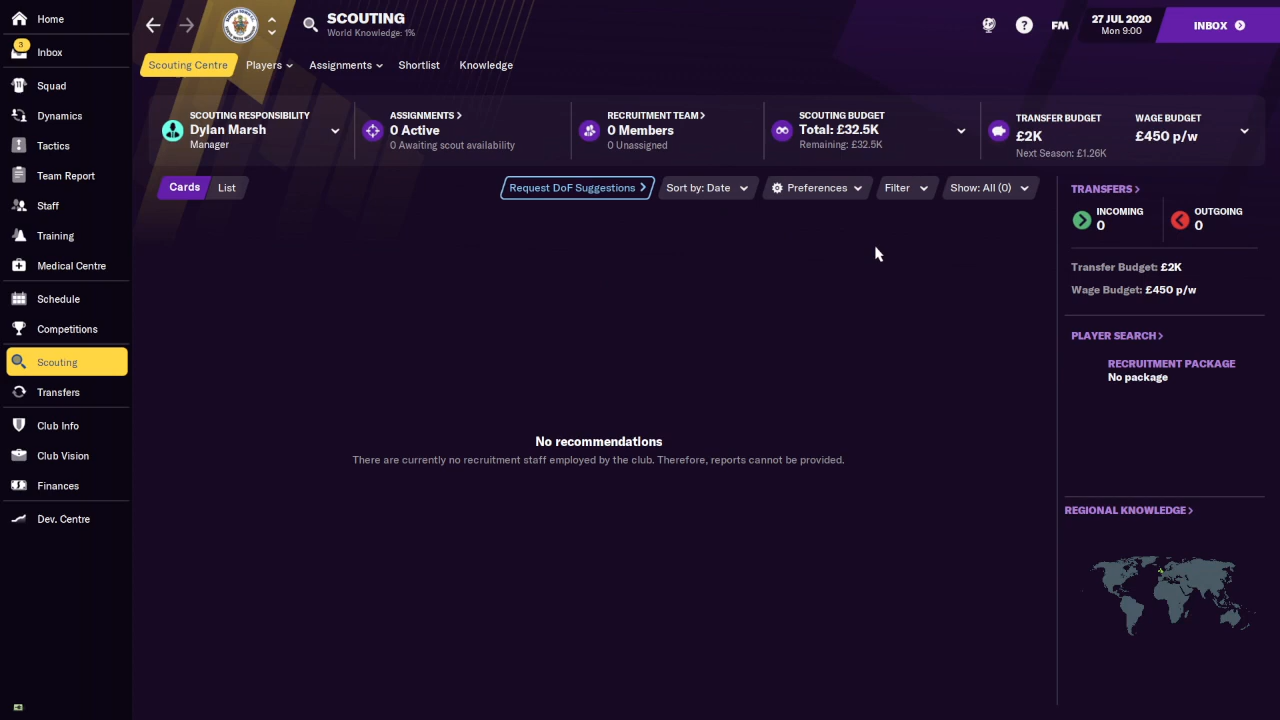 Home
3
Inbox
Squad
Dynamics
Tactics
Team Report
Staff
Training
Medical Centre
Schedule
Competitions
Scouting
Transfers
Club Info
Club Vision
Finances
Dev. Centre
SCOUTING
World Knowledge: 1%
?
FM
27 JUL 2020
Mon 9:00
INBOX
Scouting Centre
Players
Assignments
Shortlist
Knowledge
SCOUTING RESPONSIBILITY
Dylan Marsh
Manager
ASSIGNMENTS
0 Active
0 Awaiting scout availability
RECRUITMENT TEAM
0 Members
0 Unassigned
SCOUTING BUDGET
Total: £32.5K
Remaining: £32.5K
TRANSFER BUDGET
£2K
Next Season: £1.26K
WAGE BUDGET
£450 p/w
Cards
List
Request DoF Suggestions
Sort by: Date
Preferences
Filter
Show: All (0)
No recommendations
There are currently no recruitment staff employed by the club. Therefore, reports cannot be provided.
TRANSFERS
INCOMING
0
OUTGOING
0
Transfer Budget: £2K
Wage Budget: £450 p/w
PLAYER SEARCH
RECRUITMENT PACKAGE
No package
REGIONAL KNOWLEDGE